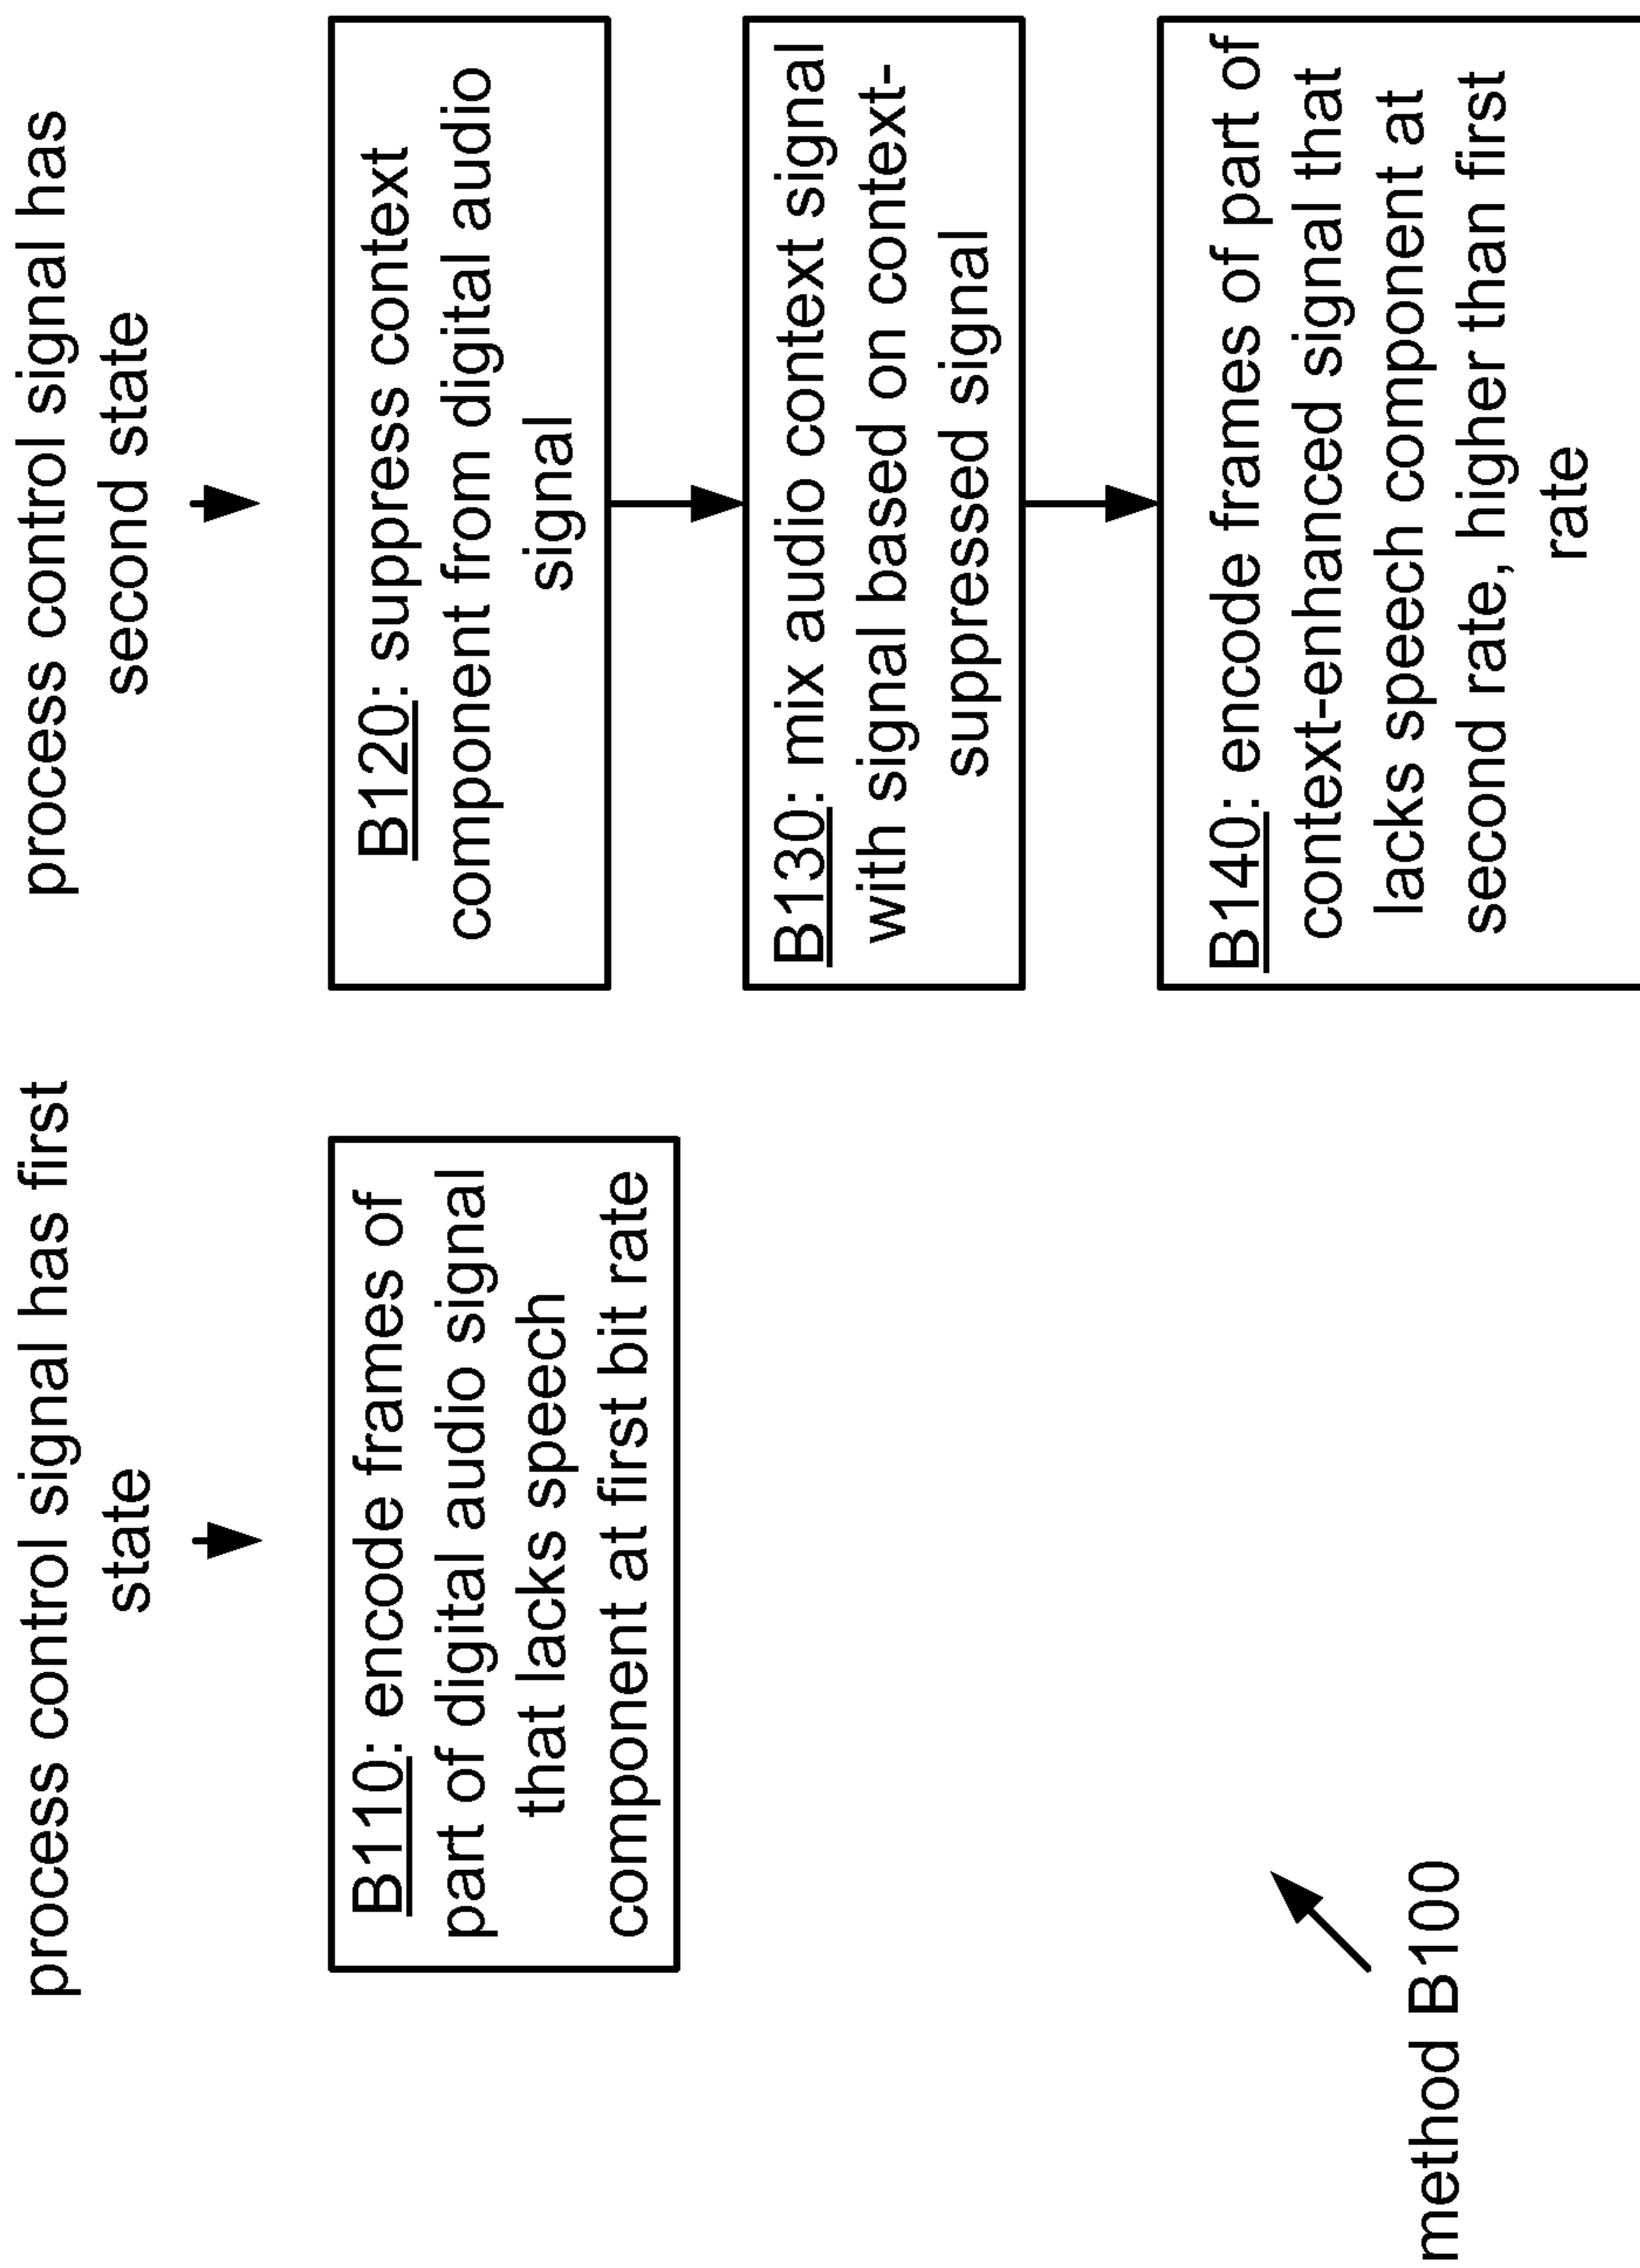 process control signal has first
state
B110: encode frames of
part of digital audio signal
that lacks speech
component at first bit rate
process control signal has
second state
B120: suppress context
component from digital audio
signal
B130: mix audio context signal
with signal based on context-
suppressed signal
B140: encode frames of part of
context-enhanced signal that
lacks speech component at
second rate, higher than first
rate
method B100